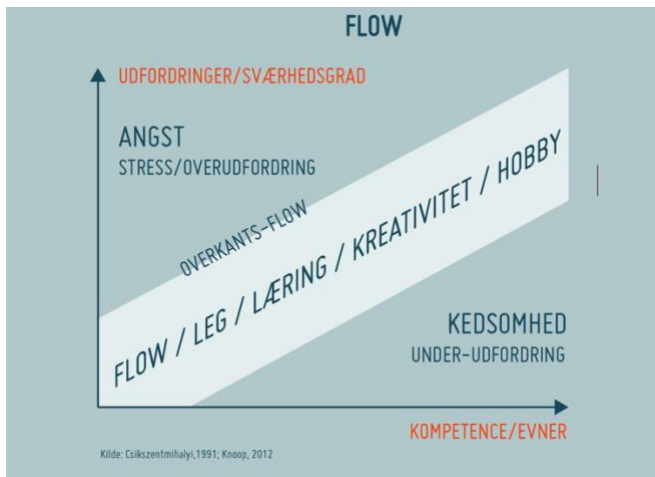 FLOW
UDFORDRINGER/SVÆRHEDSGRAD
ANGST
STRESS/OVERUDFORDRING
OVERKANTS-FLOW
FLOW / LEG / LÆRING / KREATIVITET / HOBBY
KEDSOMHED
UNDER-UDFORDRING
KOMPETENCE/EVNER
Kilde: Csikszentmihalyi,1991; Knoop, 2012